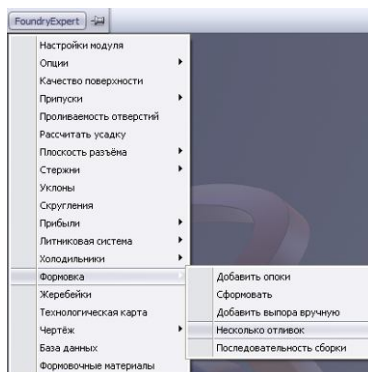 FoundryExpert
Настройки модуля
Опции
Качество поверхности
Припуски
Проливаемость отверстий
Рассчитать усадку
Плоскость разъёма
Стержни
Уклоны
Скругления
Прибыли
Литниковая система
Холодильники
Формовка
Жеребейки
Технологическая карта
Чертёж
База данных
Формовочные материалы
Добавить опоки
Сформовать
Добавить выпора вручную
Несколько отливок
Последовательность сборки